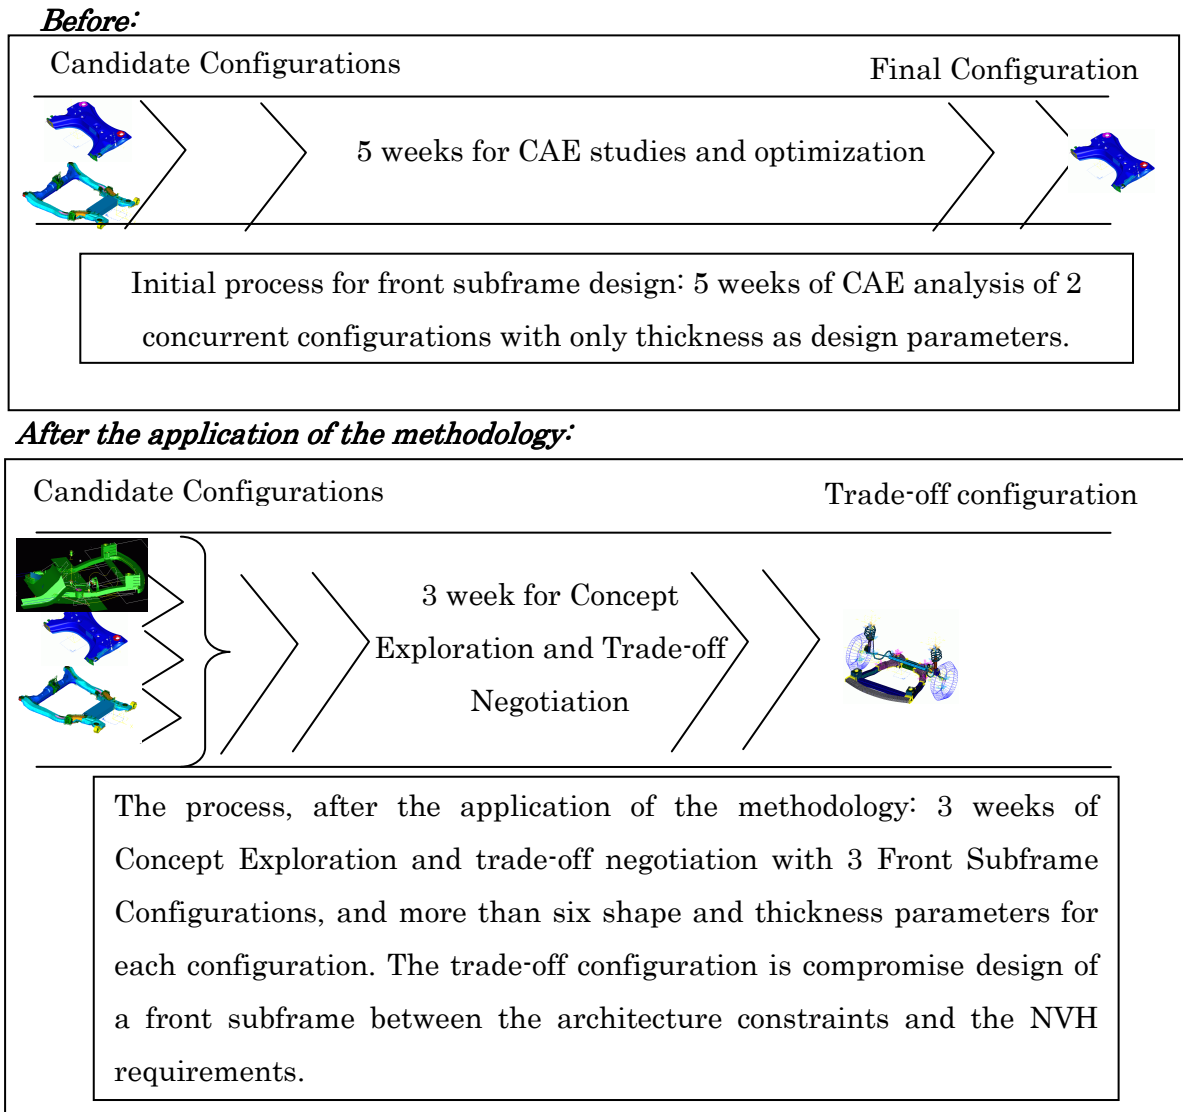 Before:
Candidate Configurations
Final Configuration
5 weeks for CAE studies and optimization
Initial process for front subframe design: 5 weeks of CAE analysis of 2
concurrent configurations with only thickness as design parameters.
After the application of the methodology:
Candidate Configurations
Trade-off configuration
3 week for Concept
Exploration and Trade-off
Negotiation
The process, after the application of the methodology: 3 weeks of
Concept Exploration and trade-off negotiation with 3 Front Subframe
Configurations, and more than six shape and thickness parameters for
each configuration. The trade-off configuration is compromise design of
a front subframe between the architecture constraints and the NVH
requirements.